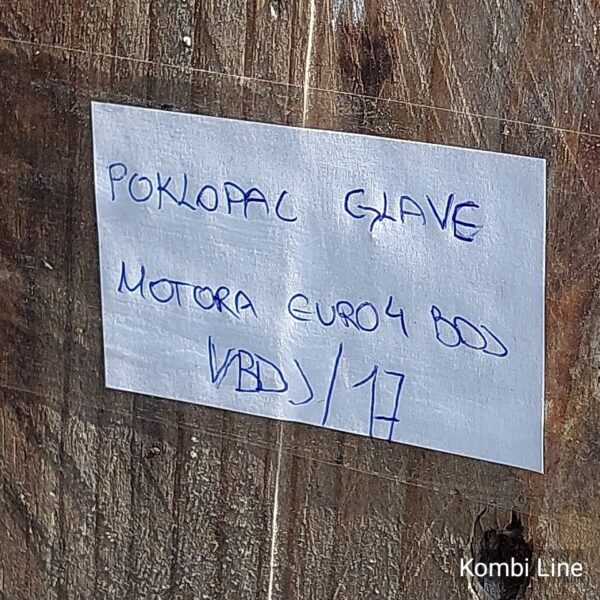 POKLOPAC GLAVE
MOTORA EURO4 BOJ
VBDJ/17
Kombi Line